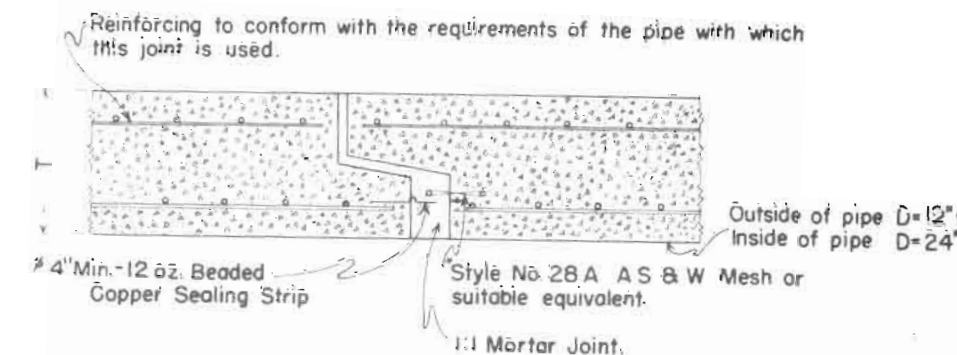 Reinforcing to conform with the requirements of the pipe with which
this joint is used.
T
Outside of pipe D=12"
Inside of pipe D=24"
* 4" Min.-12 oz. Beaded
Copper Sealing Strip
*Style No. 28A A S & W Mesh or
suitable equivalent.
1:1 Mortar Joint.